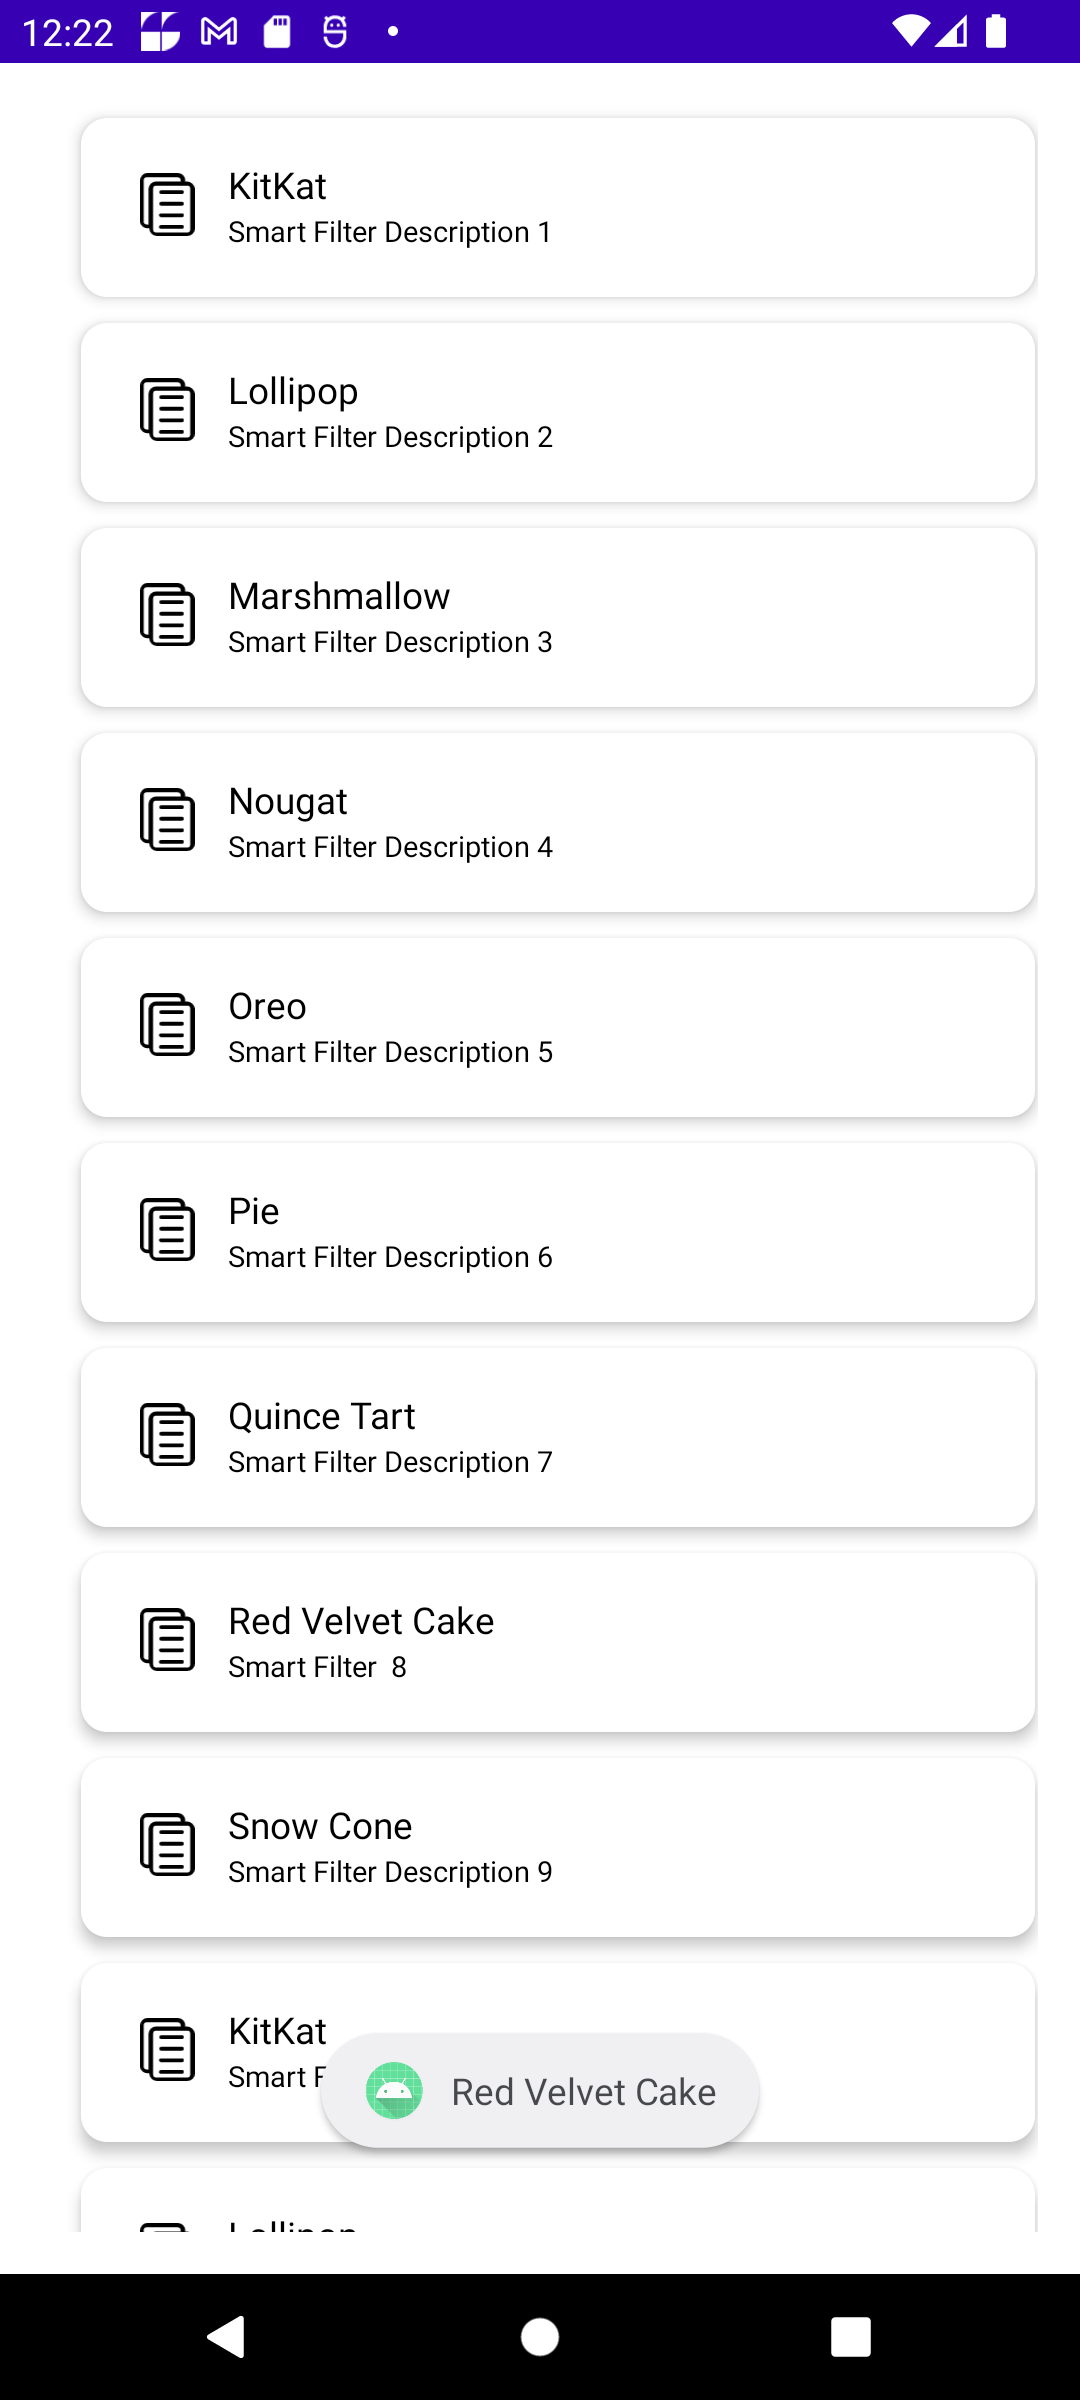 12:22
KitKat
Smart Filter Description 1
Lollipop
Smart Filter Description 2
Marshmallow
Smart Filter Description 3
Nougat
Smart Filter Description 4
Oreo
Smart Filter Description 5
Pie
Smart Filter Description 6
Quince Tart
Smart Filter Description 7
Red Velvet Cake
Smart Filter  8
Snow Cone
Smart Filter Description 9
KitKat
Smart
Red Velvet Cake